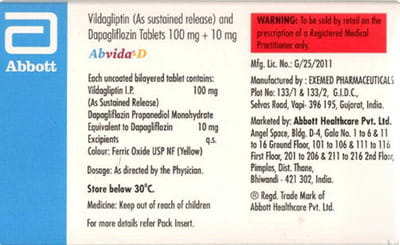 Abbott
Vildagliptin (As sustained release) and
Dapagliflozin Tablets 100 mg + 10 mg
Abvida®-D
Each uncoated bilayered tablet contains:
Vildagliptin I.P. 100 mg
(As Sustained Release)
Dapagliflozin Propanediol Monohydrate
Equivalent to Dapagliflozin 10 mg
Excipients q.s.
Colour: Ferric Oxide USP NF (Yellow)
Dosage: As directed by the Physician.
Store below 30°C.
Medicine: Keep out of reach of children
For more details refer Pack Insert.
WARNING: To be sold by retail on the
prescription of a Registered Medical
Practitioner only.
Mfg. Lic. No.: G/25/2011
Manufactured by : EXEMED PHARMACEUTICALS
Plot No: 133/1 & 133/2, G.I.D.C.,
Selvas Road, Vapi- 396 195, Gujarat, India.
Marketed by: Abbott Healthcare Pvt. Ltd.
Angel Space, Bldg. D-4, Gala No. 1 to 6 & 11
to 16 Ground Floor, 101 to 106 & 111 to 116
First Floor, 201 to 206 & 211 to 216 2nd Floor,
Pimplas, Dist. Thane,
Bhiwandi - 421 302, India.
® Regd. Trade Mark of
Abbott Healthcare Pvt. Ltd.